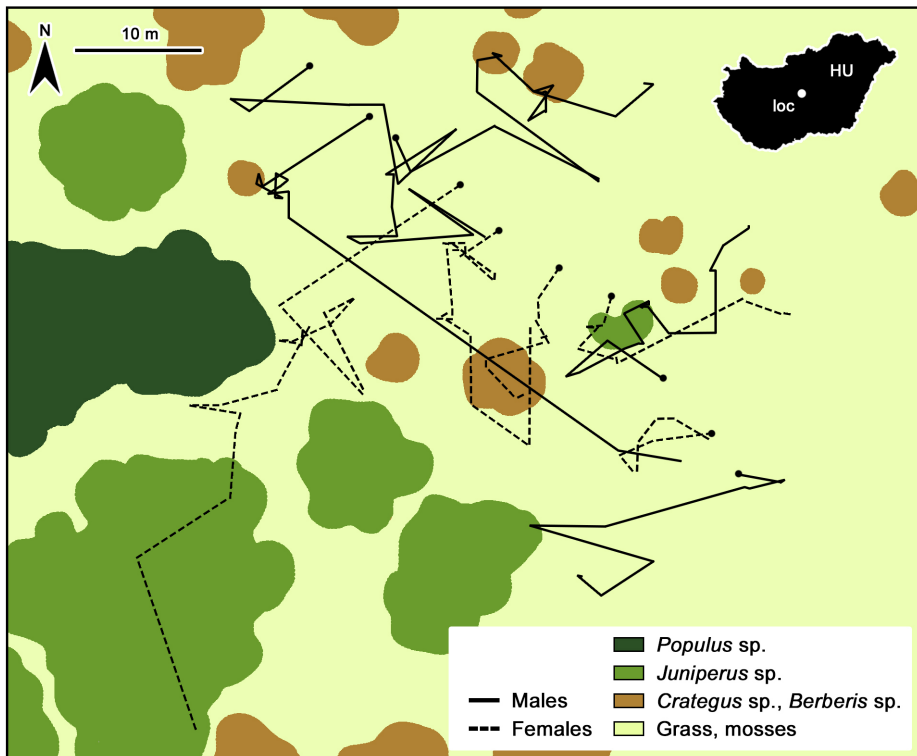 N
10 m
HU
loc
Populus sp.
Juniperus sp.
Males
Crategus sp., Berberis sp.
Females
Grass, mosses